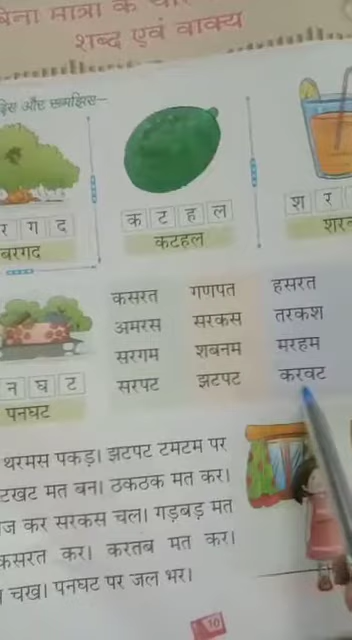 बिना मात्रा के
शब्द एवं वाक्य
और समझिए—
र ग द
बरगद
क ट ह ल
कटहल
श र
न घ ट
पनघट
कसरत गणपत हसरत
अमरस सरकस तरकश
सरगम शबनम मरहम
सरपट झटपट करवट
थरमस पकड़। झटपट टमटम पर
मत बन। ठकठक मत कर।
कर सरकस चल। गड़बड़ मत
कसरत कर। करतब मत कर।
चख। पनघट पर जल भर।
10